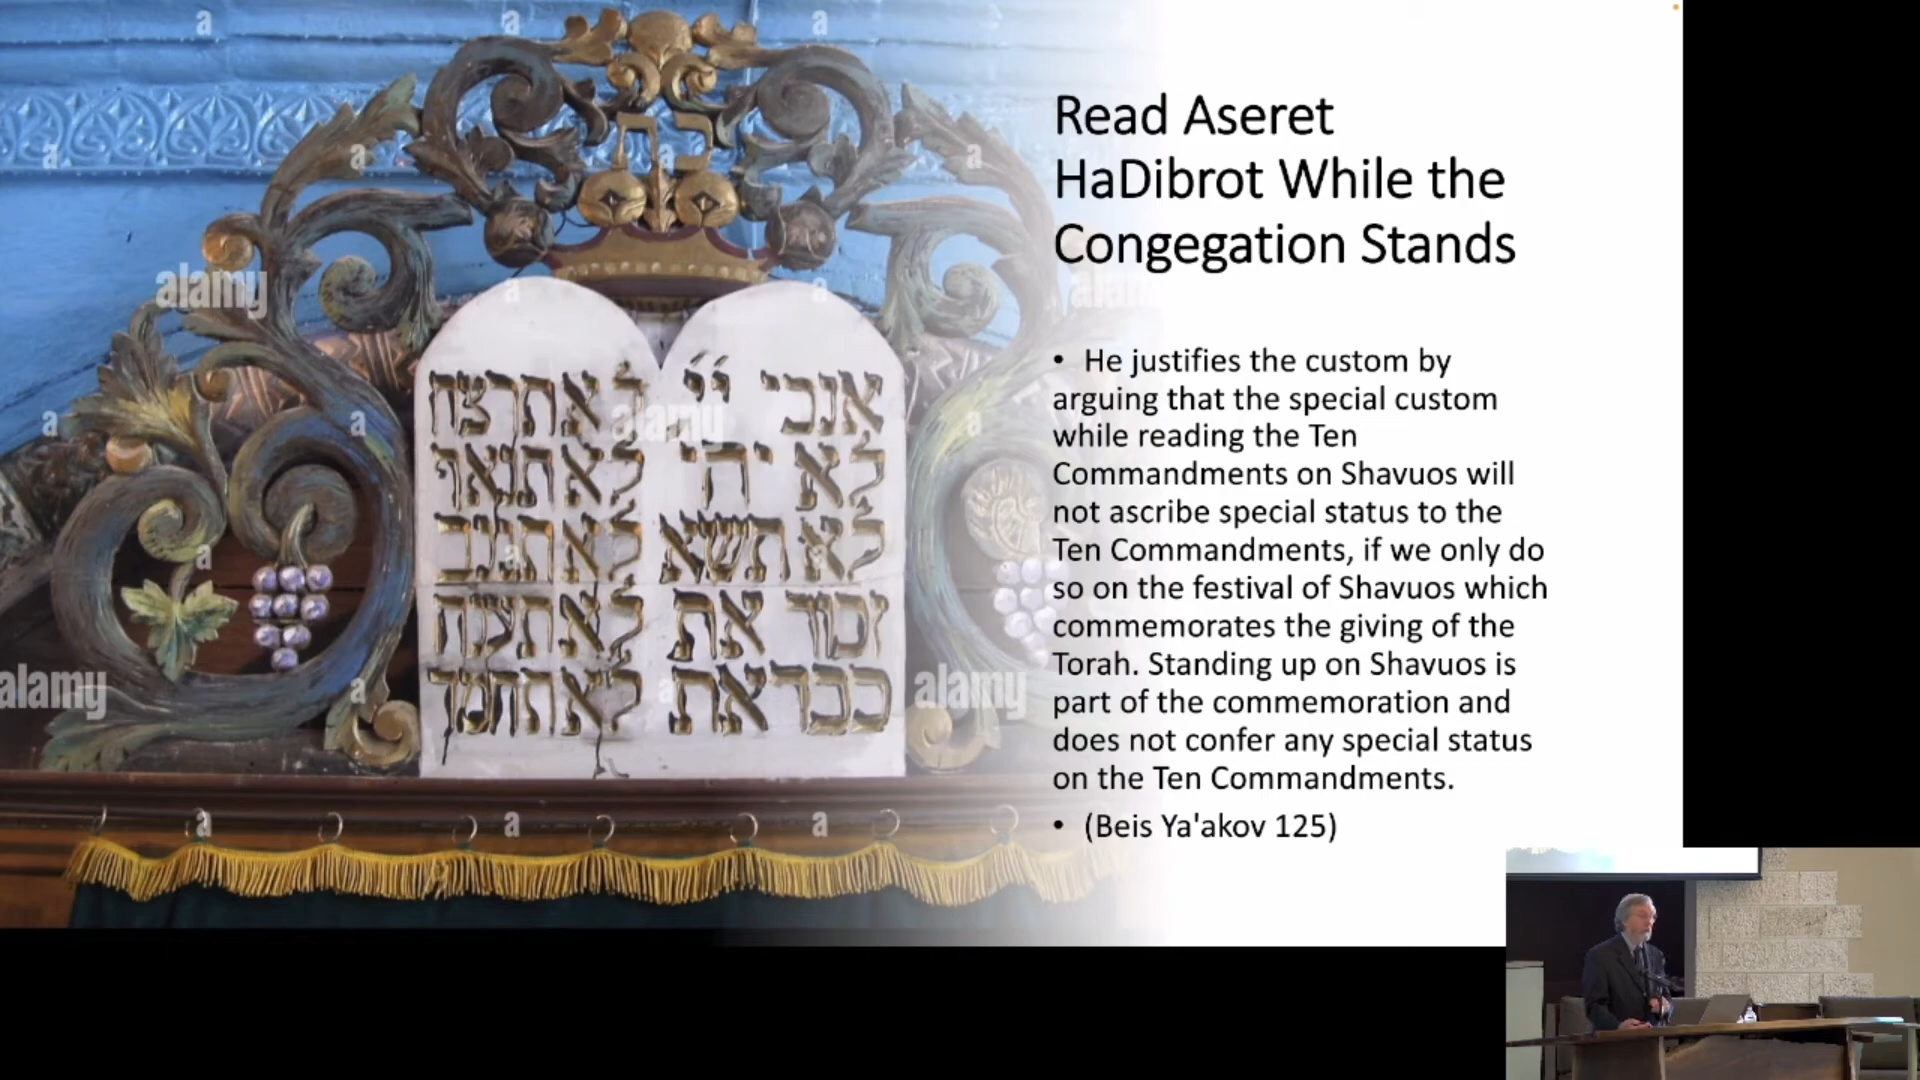 אנכי יי
לא יהי
לא תשא
זכור את
כבד את
לא תרצח
לא תנאף
לא תגנב
לא תענה
לא תחמד
Read Aseret
HaDibrot While the
Congegation Stands
• He justifies the custom by
arguing that the special custom
while reading the Ten
Commandments on Shavuos will
not ascribe special status to the
Ten Commandments, if we only do
so on the festival of Shavuos which
commemorates the giving of the
Torah. Standing up on Shavuos is
part of the commemoration and
does not confer any special status
on the Ten Commandments.
• (Beis Ya'akov 125)
alamy
alamy
alamy
alamy